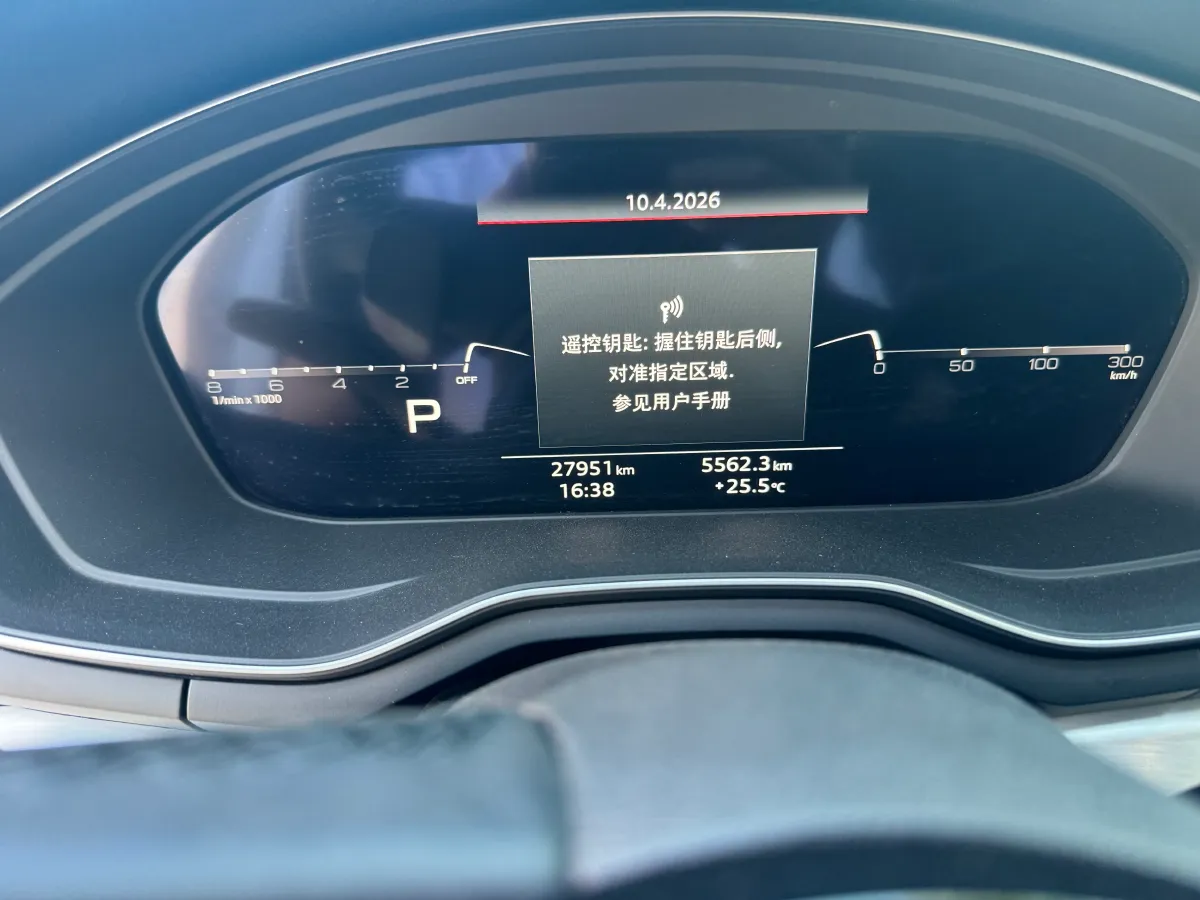 10.4.2026
遥控钥匙: 握住钥匙后侧,
对准指定区域.
参见用户手册
8 6 4 2 OFF
1/min x 1000
P
0 50 100 300
km/h
27951 km 5562.3 km
16:38 +25.5°C